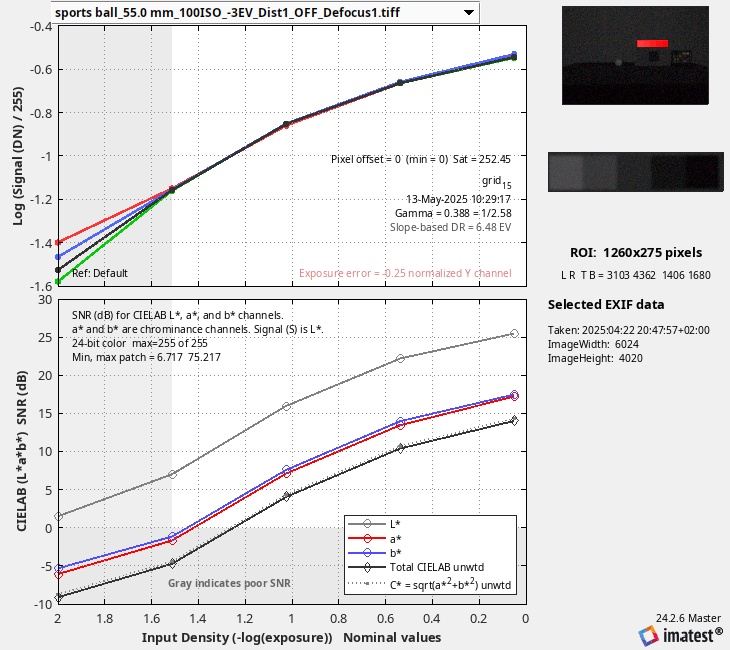 sports ball_55.0 mm_100ISO_-3EV_Dist1_OFF_Defocus1.tiff
-0.4
-0.6
-0.8
-1
-1.2
-1.4
-1.6
Log (Signal (DN) / 255)
Pixel offset = 0 (min = 0) Sat = 252.45
grid15
13-May-2025 10:29:17
Gamma = 0.388 = 1/2.58
Slope-based DR = 6.48 EV
Ref: Default
Exposure error = -0.25 normalized Y channel
ROI: 1260x275 pixels
L R T B = 3103 4362 1406 1680
Selected EXIF data
Taken: 2025:04:22 20:47:57+02:00
ImageWidth: 6024
ImageHeight: 4020
30
25
20
15
10
5
0
-5
-10
CIELAB (L*a*b*) SNR (dB)
SNR (dB) for CIELAB L*, a*, and b* channels.
a* and b* are chrominance channels. Signal (S) is L*.
24-bit color max=255 of 255
Min, max patch = 6.717 75.217
L*
a*
b*
Total CIELAB unwtd
C* = sqrt(a*2+b*2) unwtd
Gray indicates poor SNR
2 1.8 1.6 1.4 1.2 1 0.8 0.6 0.4 0.2 0
Input Density (-log(exposure)) Nominal values
24.2.6 Master
imatest®